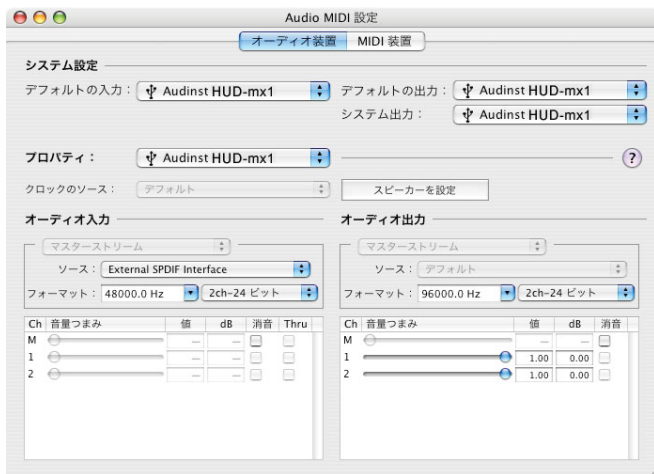 Audio MIDI 設定
オーディオ装置 MIDI 装置
システム設定
デフォルトの入力： Audinst HUD-mx1 デフォルトの出力： Audinst HUD-mx1
システム出力： Audinst HUD-mx1
プロパティ： Audinst HUD-mx1 ?
クロックのソース： デフォルト スピーカーを設定
オーディオ入力 オーディオ出力
マスターストリーム マスターストリーム
ソース： External SPDIF Interface ソース： デフォルト
フォーマット： 48000.0 Hz 2ch-24 ビット フォーマット： 96000.0 Hz 2ch-24 ビット
Ch 音量つまみ 値 dB 消音 Thru Ch 音量つまみ 値 dB 消音
M — — M — —
1 — — 1 1.00 0.00
2 — — 2 1.00 0.00